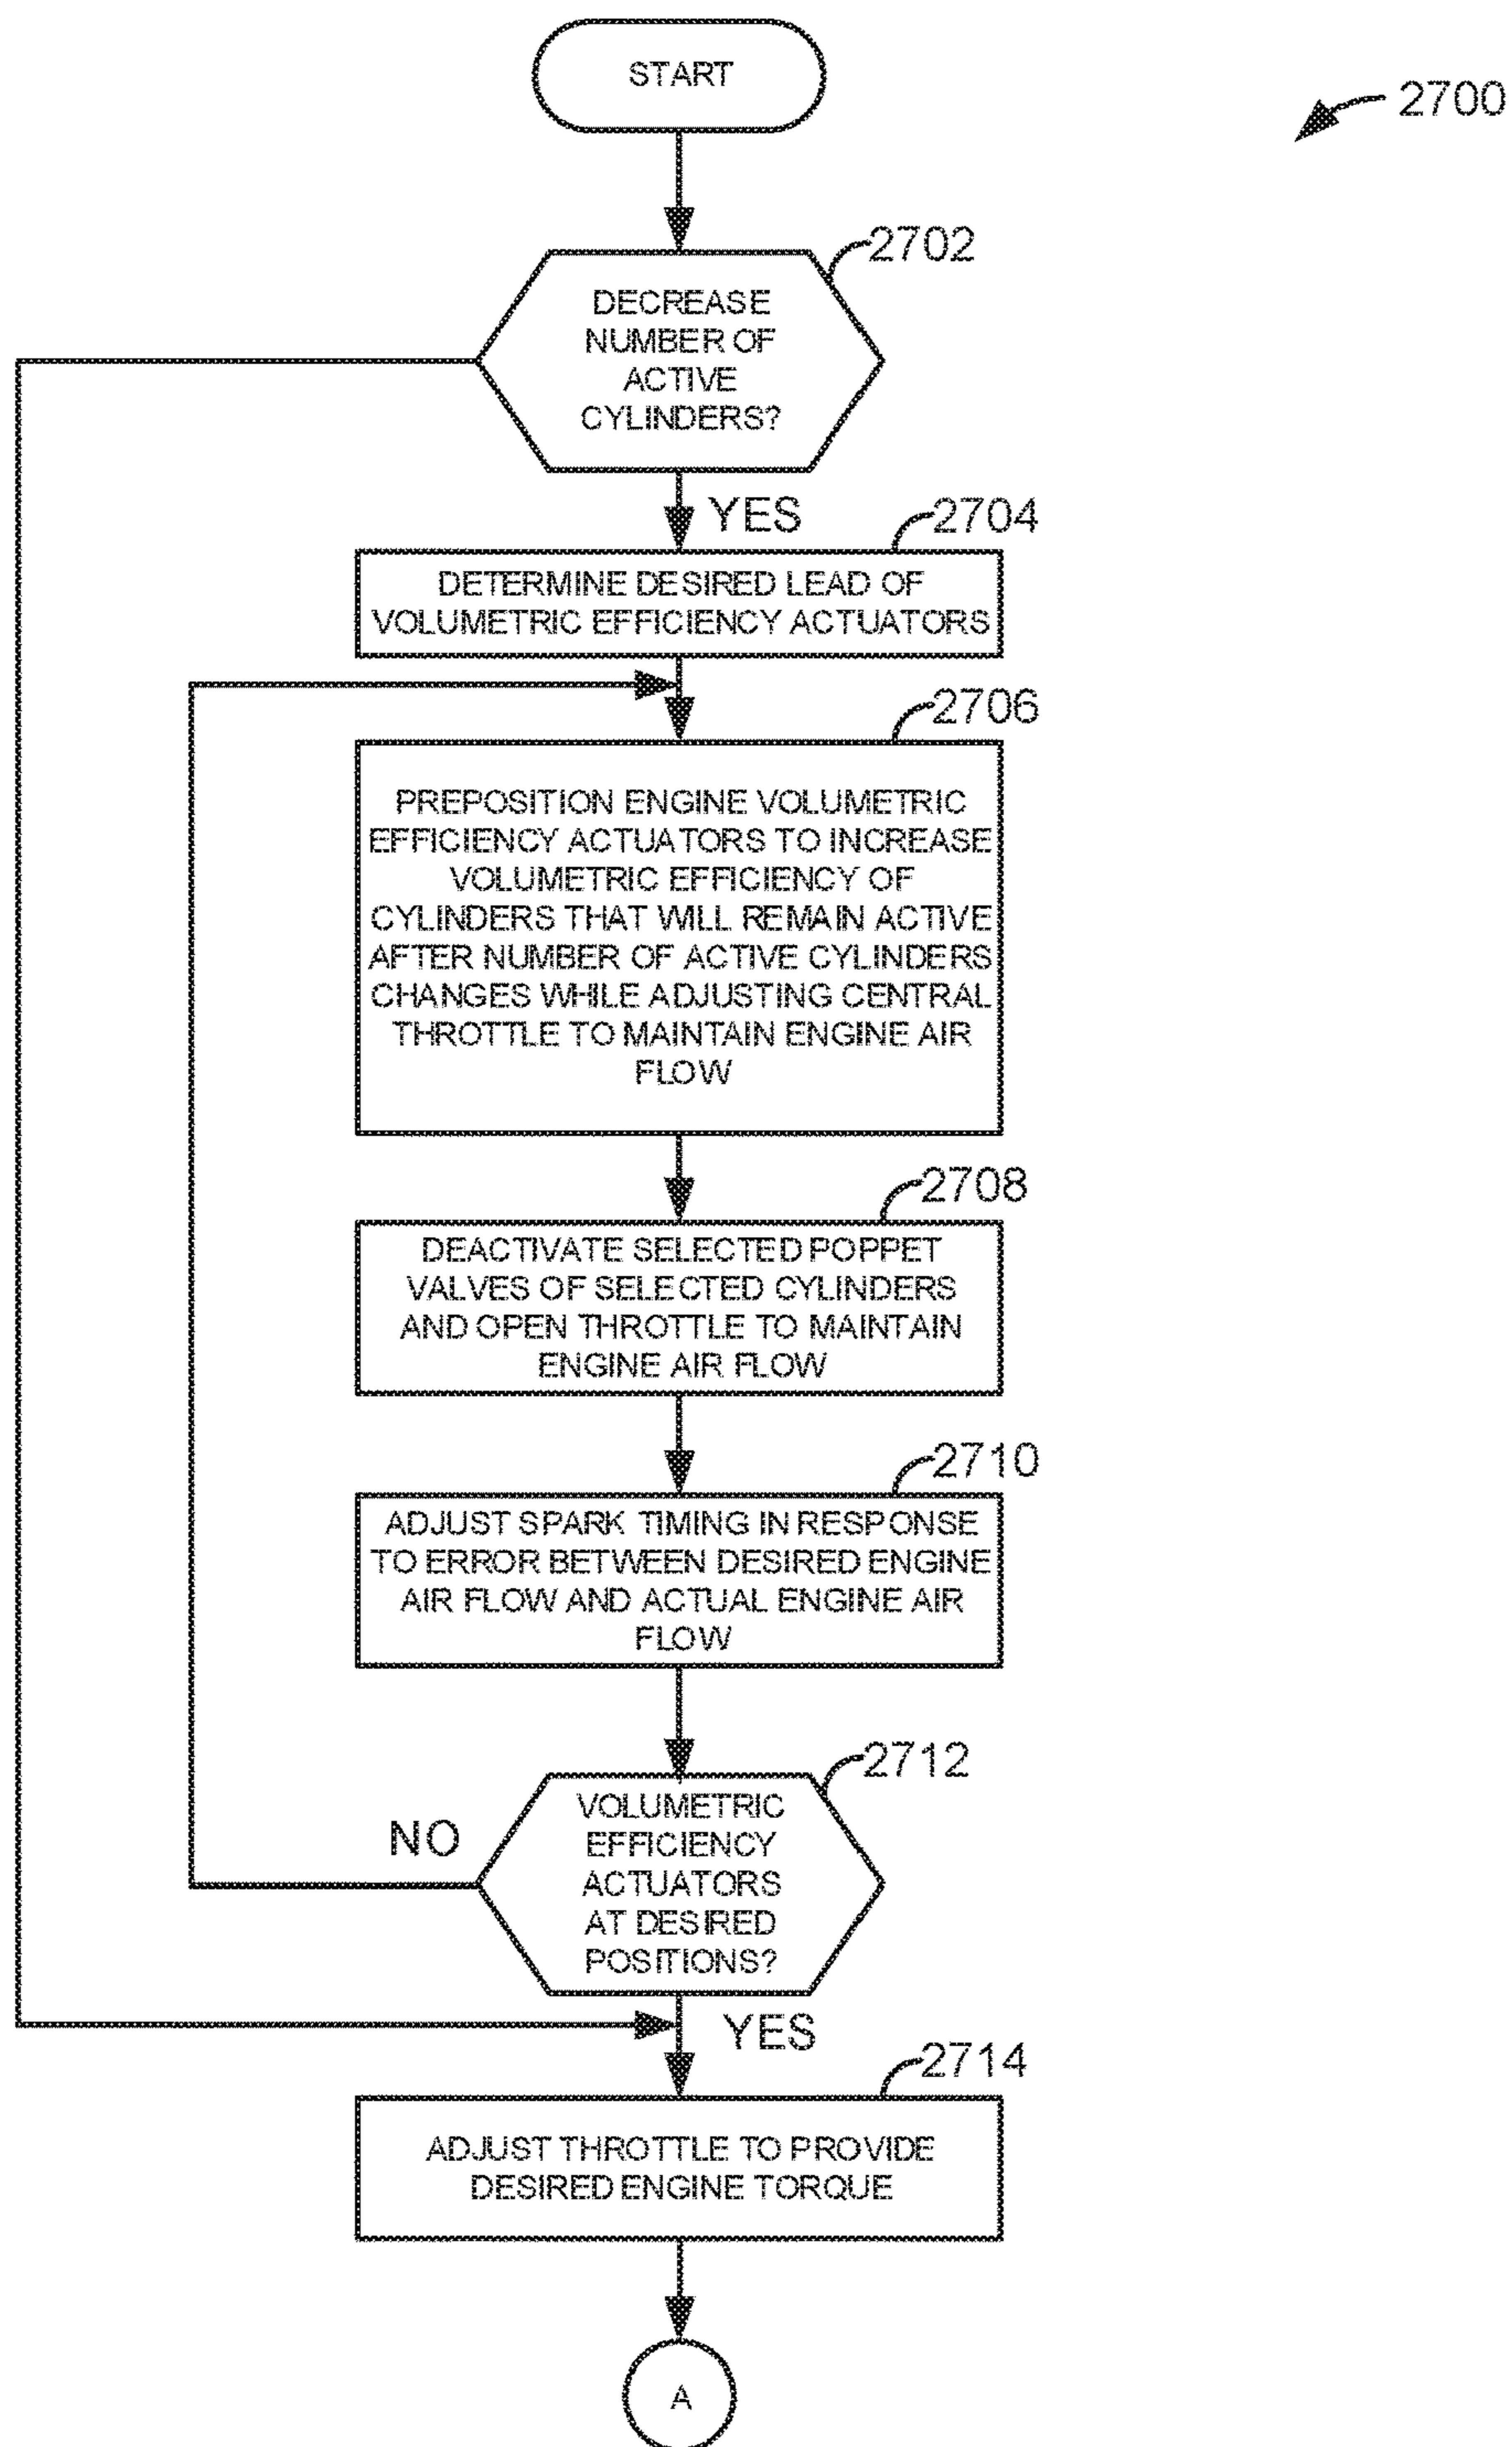 START
2700
2702
DECREASE
NUMBER OF
ACTIVE
CYLINDERS?
YES
2704
DETERMINE DESIRED LEAD OF
VOLUMETRIC EFFICIENCY ACTUATORS
2706
PREPOSITION ENGINE VOLUMETRIC
EFFICIENCY ACTUATORS TO INCREASE
VOLUMETRIC EFFICIENCY OF
CYLINDERS THAT WILL REMAIN ACTIVE
AFTER NUMBER OF ACTIVE CYLINDERS
CHANGES WHILE ADJUSTING CENTRAL
THROTTLE TO MAINTAIN ENGINE AIR
FLOW
2708
DEACTIVATE SELECTED POPPET
VALVES OF SELECTED CYLINDERS
AND OPEN THROTTLE TO MAINTAIN
ENGINE AIR FLOW
2710
ADJUST SPARK TIMING IN RESPONSE
TO ERROR BETWEEN DESIRED ENGINE
AIR FLOW AND ACTUAL ENGINE AIR
FLOW
2712
VOLUMETRIC
EFFICIENCY
ACTUATORS
AT DESIRED
POSITIONS?
NO
YES
2714
ADJUST THROTTLE TO PROVIDE
DESIRED ENGINE TORQUE
A